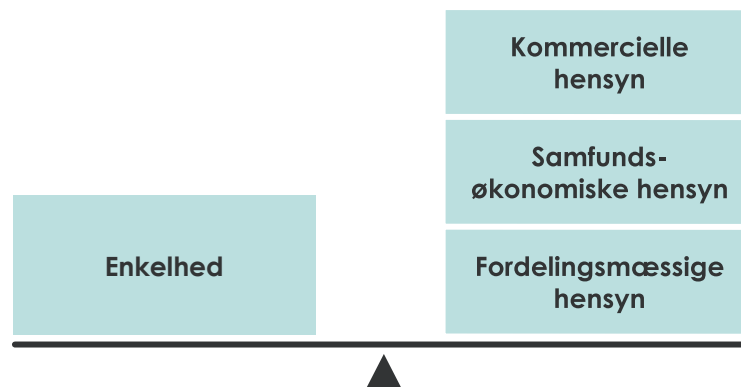 Kommercielle
hensyn
Samfunds-
økonomiske hensyn
Enkelhed
Fordelingsmæssige
hensyn